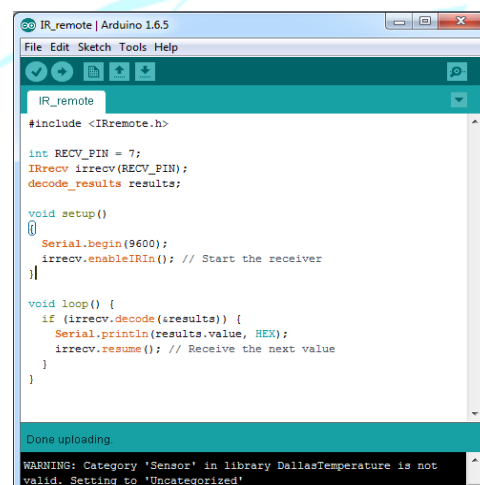 IR_remote | Arduino 1.6.5
File Edit Sketch Tools Help
IR_remote
#include <IRremote.h>
int RECV_PIN = 7;
IRrecv irrecv(RECV_PIN);
decode_results results;
void setup()
{
  Serial.begin(9600);
  irrecv.enableIRIn(); // Start the receiver
}
void loop() {
  if (irrecv.decode(&results)) {
    Serial.println(results.value, HEX);
    irrecv.resume(); // Receive the next value
  }
}
Done uploading.
WARNING: Category 'Sensor' in library DallasTemperature is not
valid. Setting to 'Uncategorized'